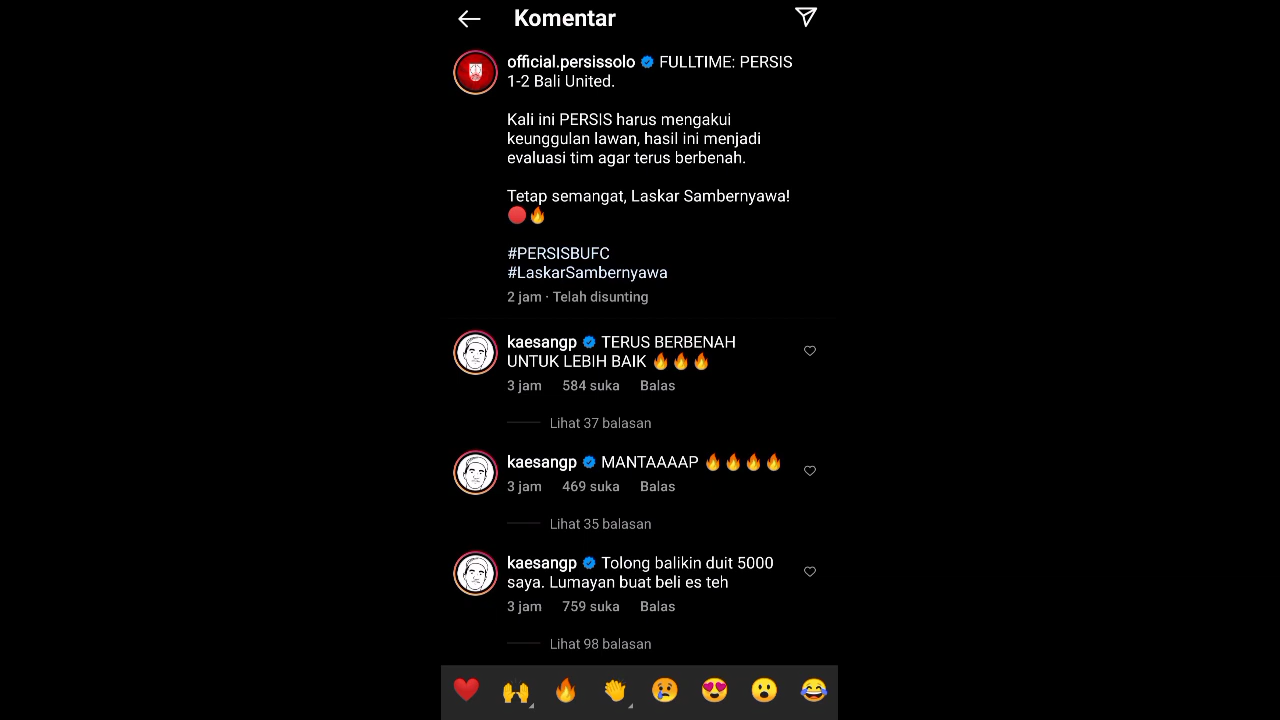 Komentar
official.persissolo FULLTIME: PERSIS
1-2 Bali United.
Kali ini PERSIS harus mengakui
keunggulan lawan, hasil ini menjadi
evaluasi tim agar terus berbenah.
Tetap semangat, Laskar Sambernyawa!
🔴🔥
#PERSISBUFC
#LaskarSambernyawa
2 jam · Telah disunting
kaesangp TERUS BERBENAH
UNTUK LEBIH BAIK 🔥🔥🔥
3 jam 584 suka Balas
Lihat 37 balasan
kaesangp MANTAAAAP 🔥🔥🔥🔥
3 jam 469 suka Balas
Lihat 35 balasan
kaesangp Tolong balikin duit 5000
saya. Lumayan buat beli es teh
3 jam 759 suka Balas
Lihat 98 balasan